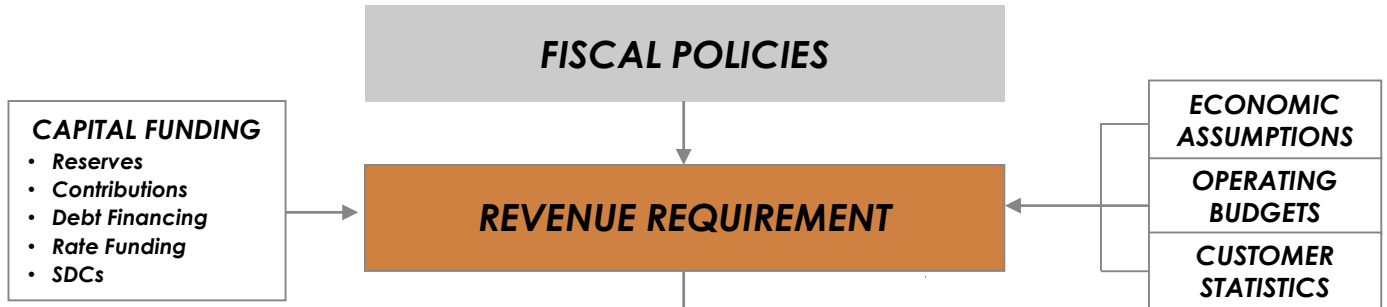 FISCAL POLICIES
CAPITAL FUNDING
• Reserves
• Contributions
• Debt Financing
• Rate Funding
• SDCs
REVENUE REQUIREMENT
ECONOMIC
ASSUMPTIONS
OPERATING
BUDGETS
CUSTOMER
STATISTICS